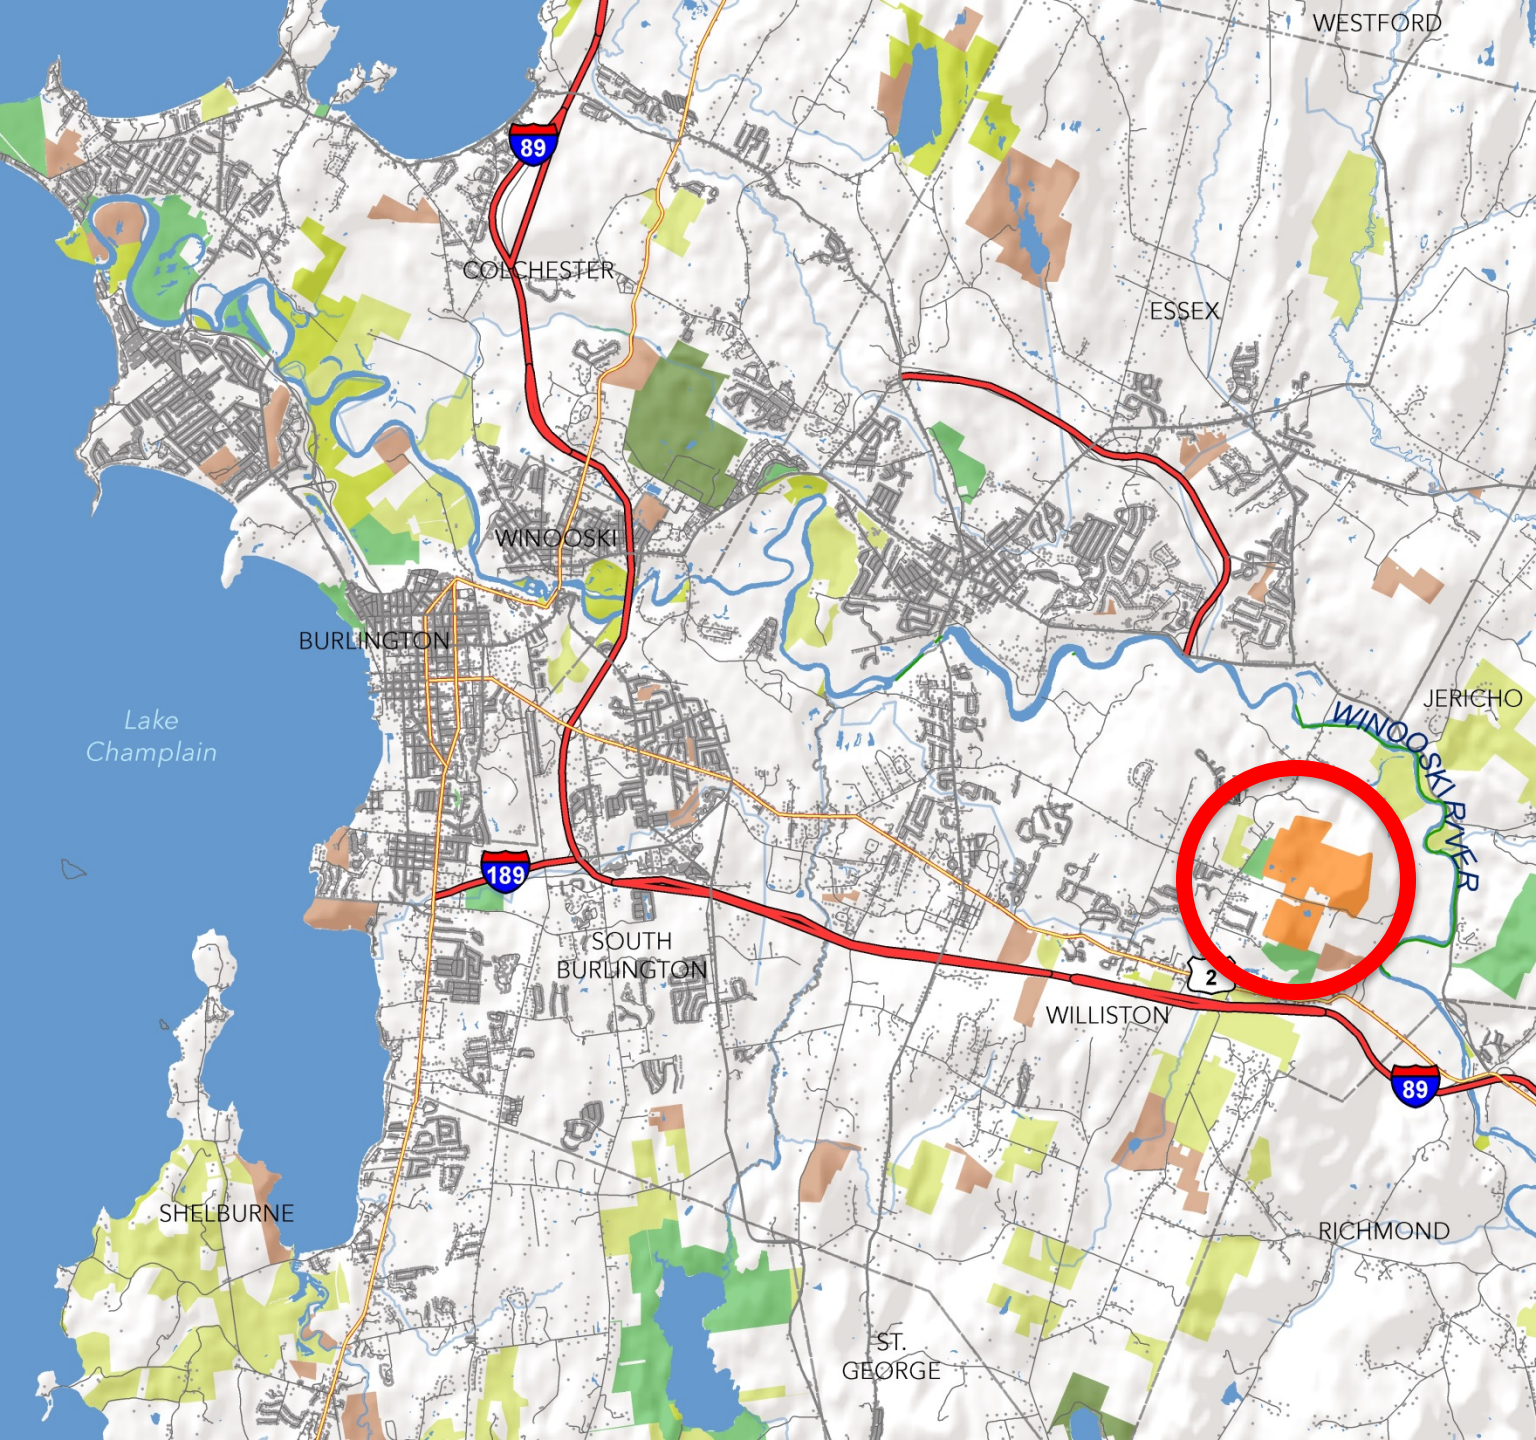 WESTFORD
89
COLCHESTER
ESSEX
WINOOSKI
BURLINGTON
JERICHO
WINOOSKI RIVER
Lake
Champlain
189
SOUTH
BURLINGTON
2
WILLISTON
89
SHELBURNE
RICHMOND
ST.
GEORGE